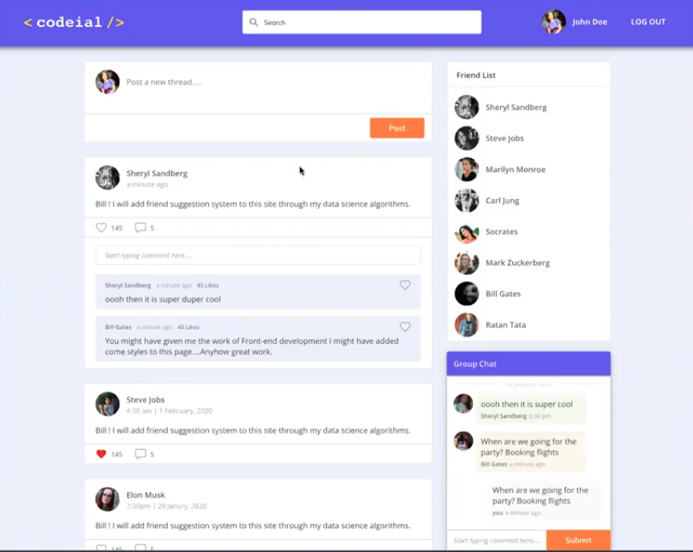 <codeial/>
Search
John Doe
LOG OUT
Post a new thread.....
Post
Sheryl Sandberg
a minute ago
Bill ! I will add friend suggestion system to this site through my data science algorithms.
145
5
Start typing comment here....
Sheryl Sandberg a minute ago 45 Likes
oooh then it is super duper cool
Bill Gates a minute ago 45 Likes
You might have given me the work of Front-end development I might have added
come styles to this page....Anyhow great work.
Steve Jobs
4:50 am | 1 February, 2020
Bill ! I will add friend suggestion system to this site through my data science algorithms.
145
5
Elon Musk
2:30pm | 29 Janury, 2020
Bill ! I will add friend suggestion system to this site through my data science algorithms.
145
5
Friend List
Sheryl Sandberg
Steve Jobs
Marilyn Monroe
Carl Jung
Socrates
Mark Zuckerberg
Bill Gates
Ratan Tata
Group Chat
oooh then it is super cool
Sheryl Sandberg 6:30 pm
When are we going for the
party? Booking flights
Bill Gates a minute ago
When are we going for the
party? Booking flights
you a minute ago
Start typing comment here....
Submit